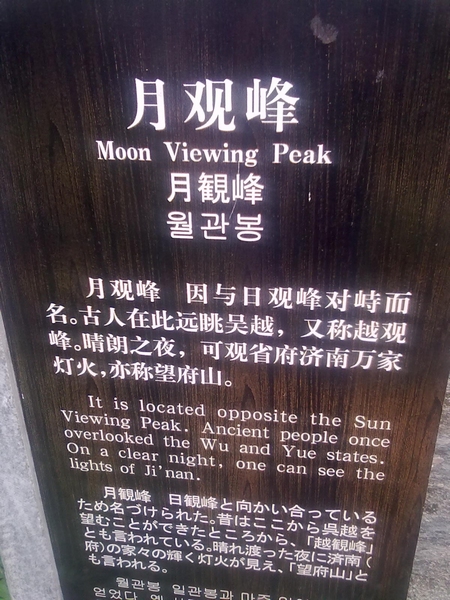 月观峰
Moon Viewing Peak
月観峰
월관봉
月观峰　因与日观峰对峙而
名。古人在此远眺吴越，又称越观
峰。晴朗之夜，可观省府济南万家
灯火，亦称望府山。
It is located opposite the Sun
Viewing Peak. Ancient people once
overlooked the Wu and Yue states.
On a clear night, one can see the
lights of Ji'nan.
月観峰　日観峰と向かい合っている
ため名づけられた。昔はここから呉越を
望むことができたところから、「越観峰」
とも言われている。晴れ渡った夜に済南（
府）の家々の輝く灯火が見え、「望府山」と
も言われる。
월관봉　일관봉과 마주
얻었다. 옛